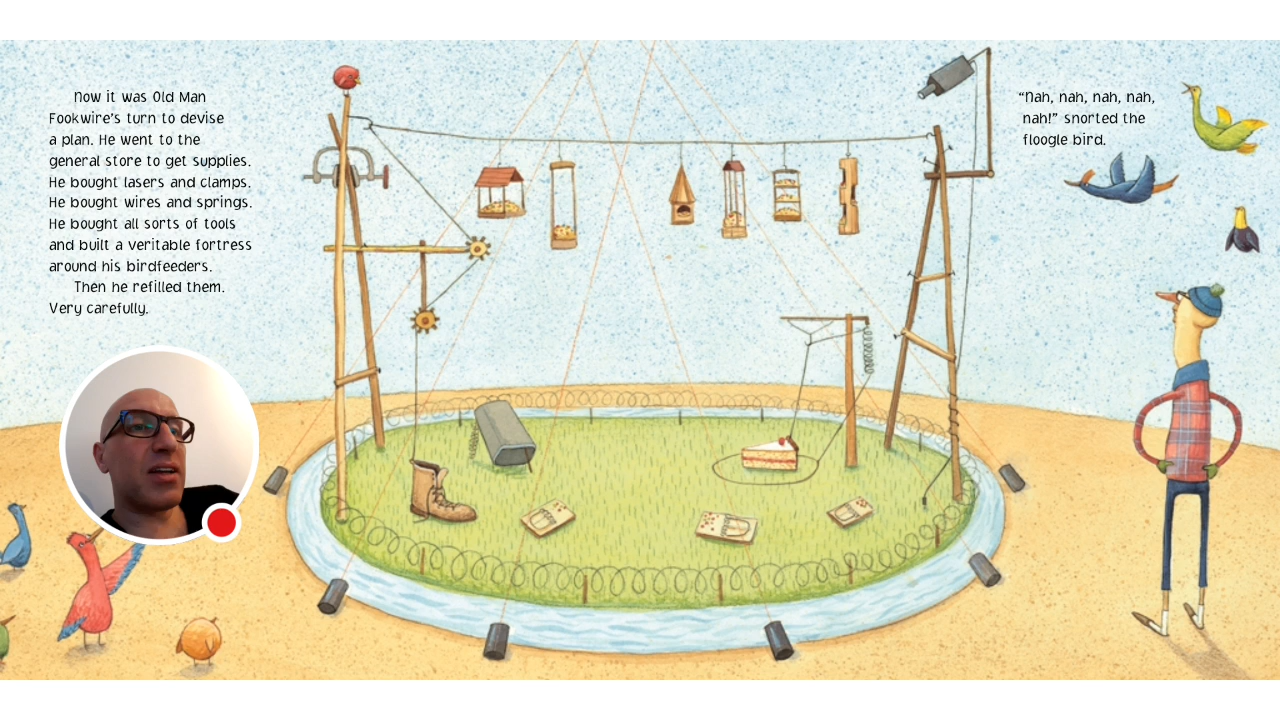 Now it was Old Man
Fookwire's turn to devise
a plan. He went to the
general store to get supplies.
He bought lasers and clamps.
He bought wires and springs.
He bought all sorts of tools
and built a veritable fortress
around his birdfeeders.
Then he refilled them.
Very carefully.
“Nah, nah, nah, nah,
nah!” snorted the
floogle bird.